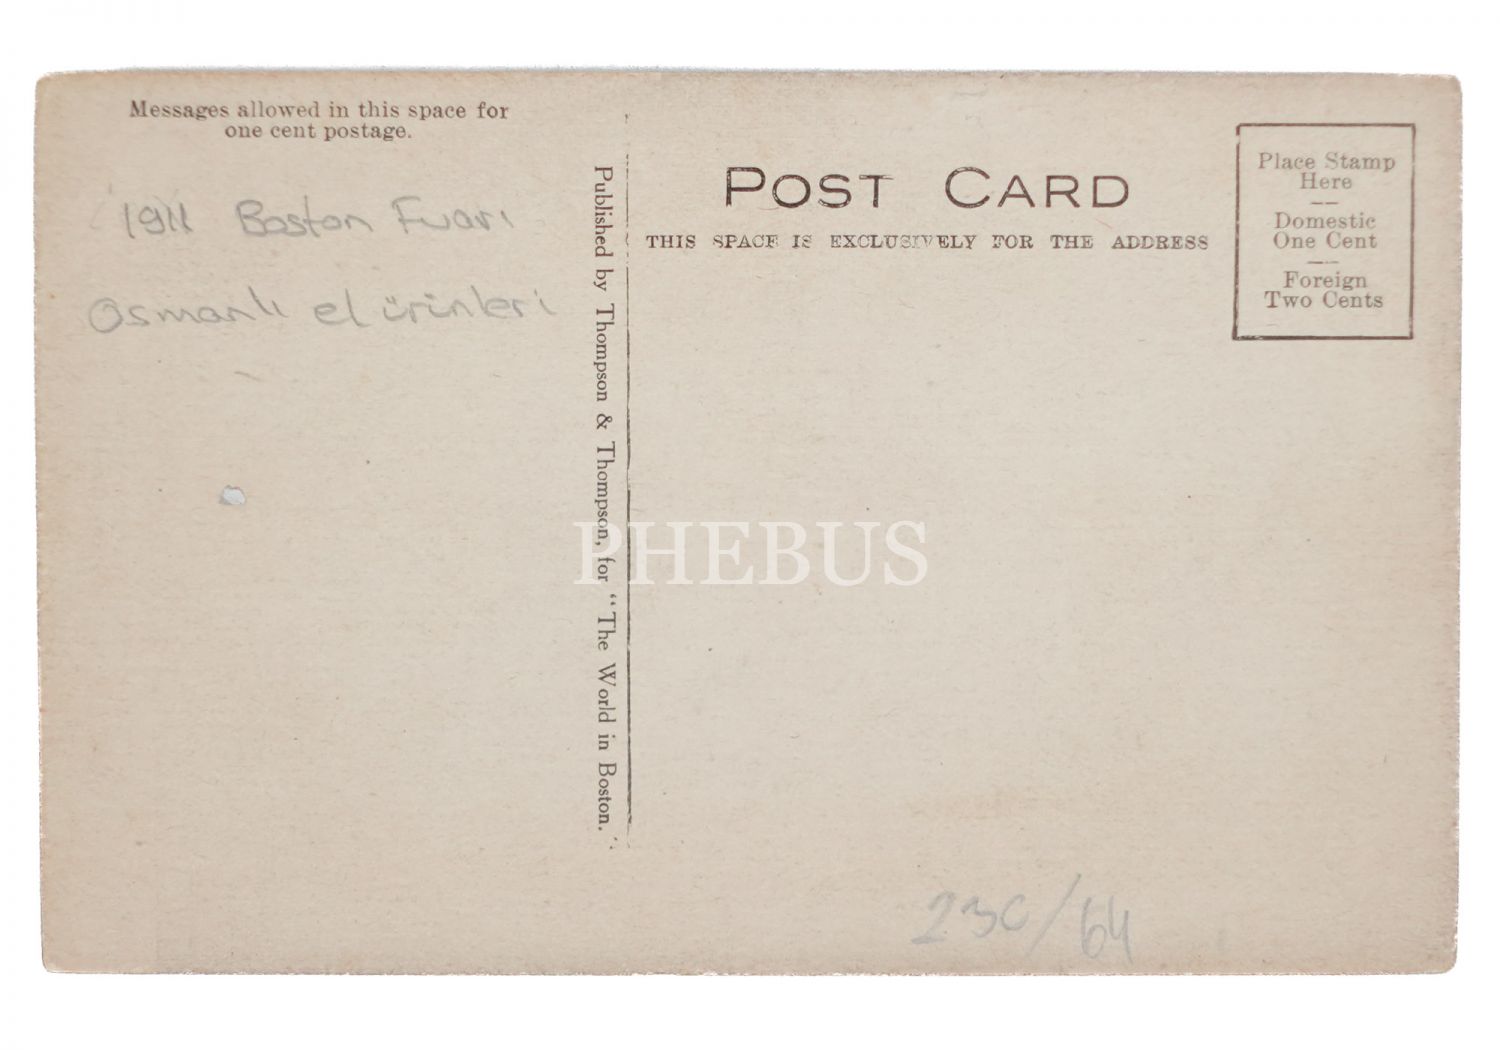 Messages allowed in this space for
one cent postage.
1911 Boston Fuarı
Osmanlı el ürünleri
Published by Thompson & Thompson, for "The World in Boston."
POST CARD
THIS SPACE IS EXCLUSIVELY FOR THE ADDRESS
Place Stamp
Here
Domestic
One Cent
Foreign
Two Cents
PHEBUS